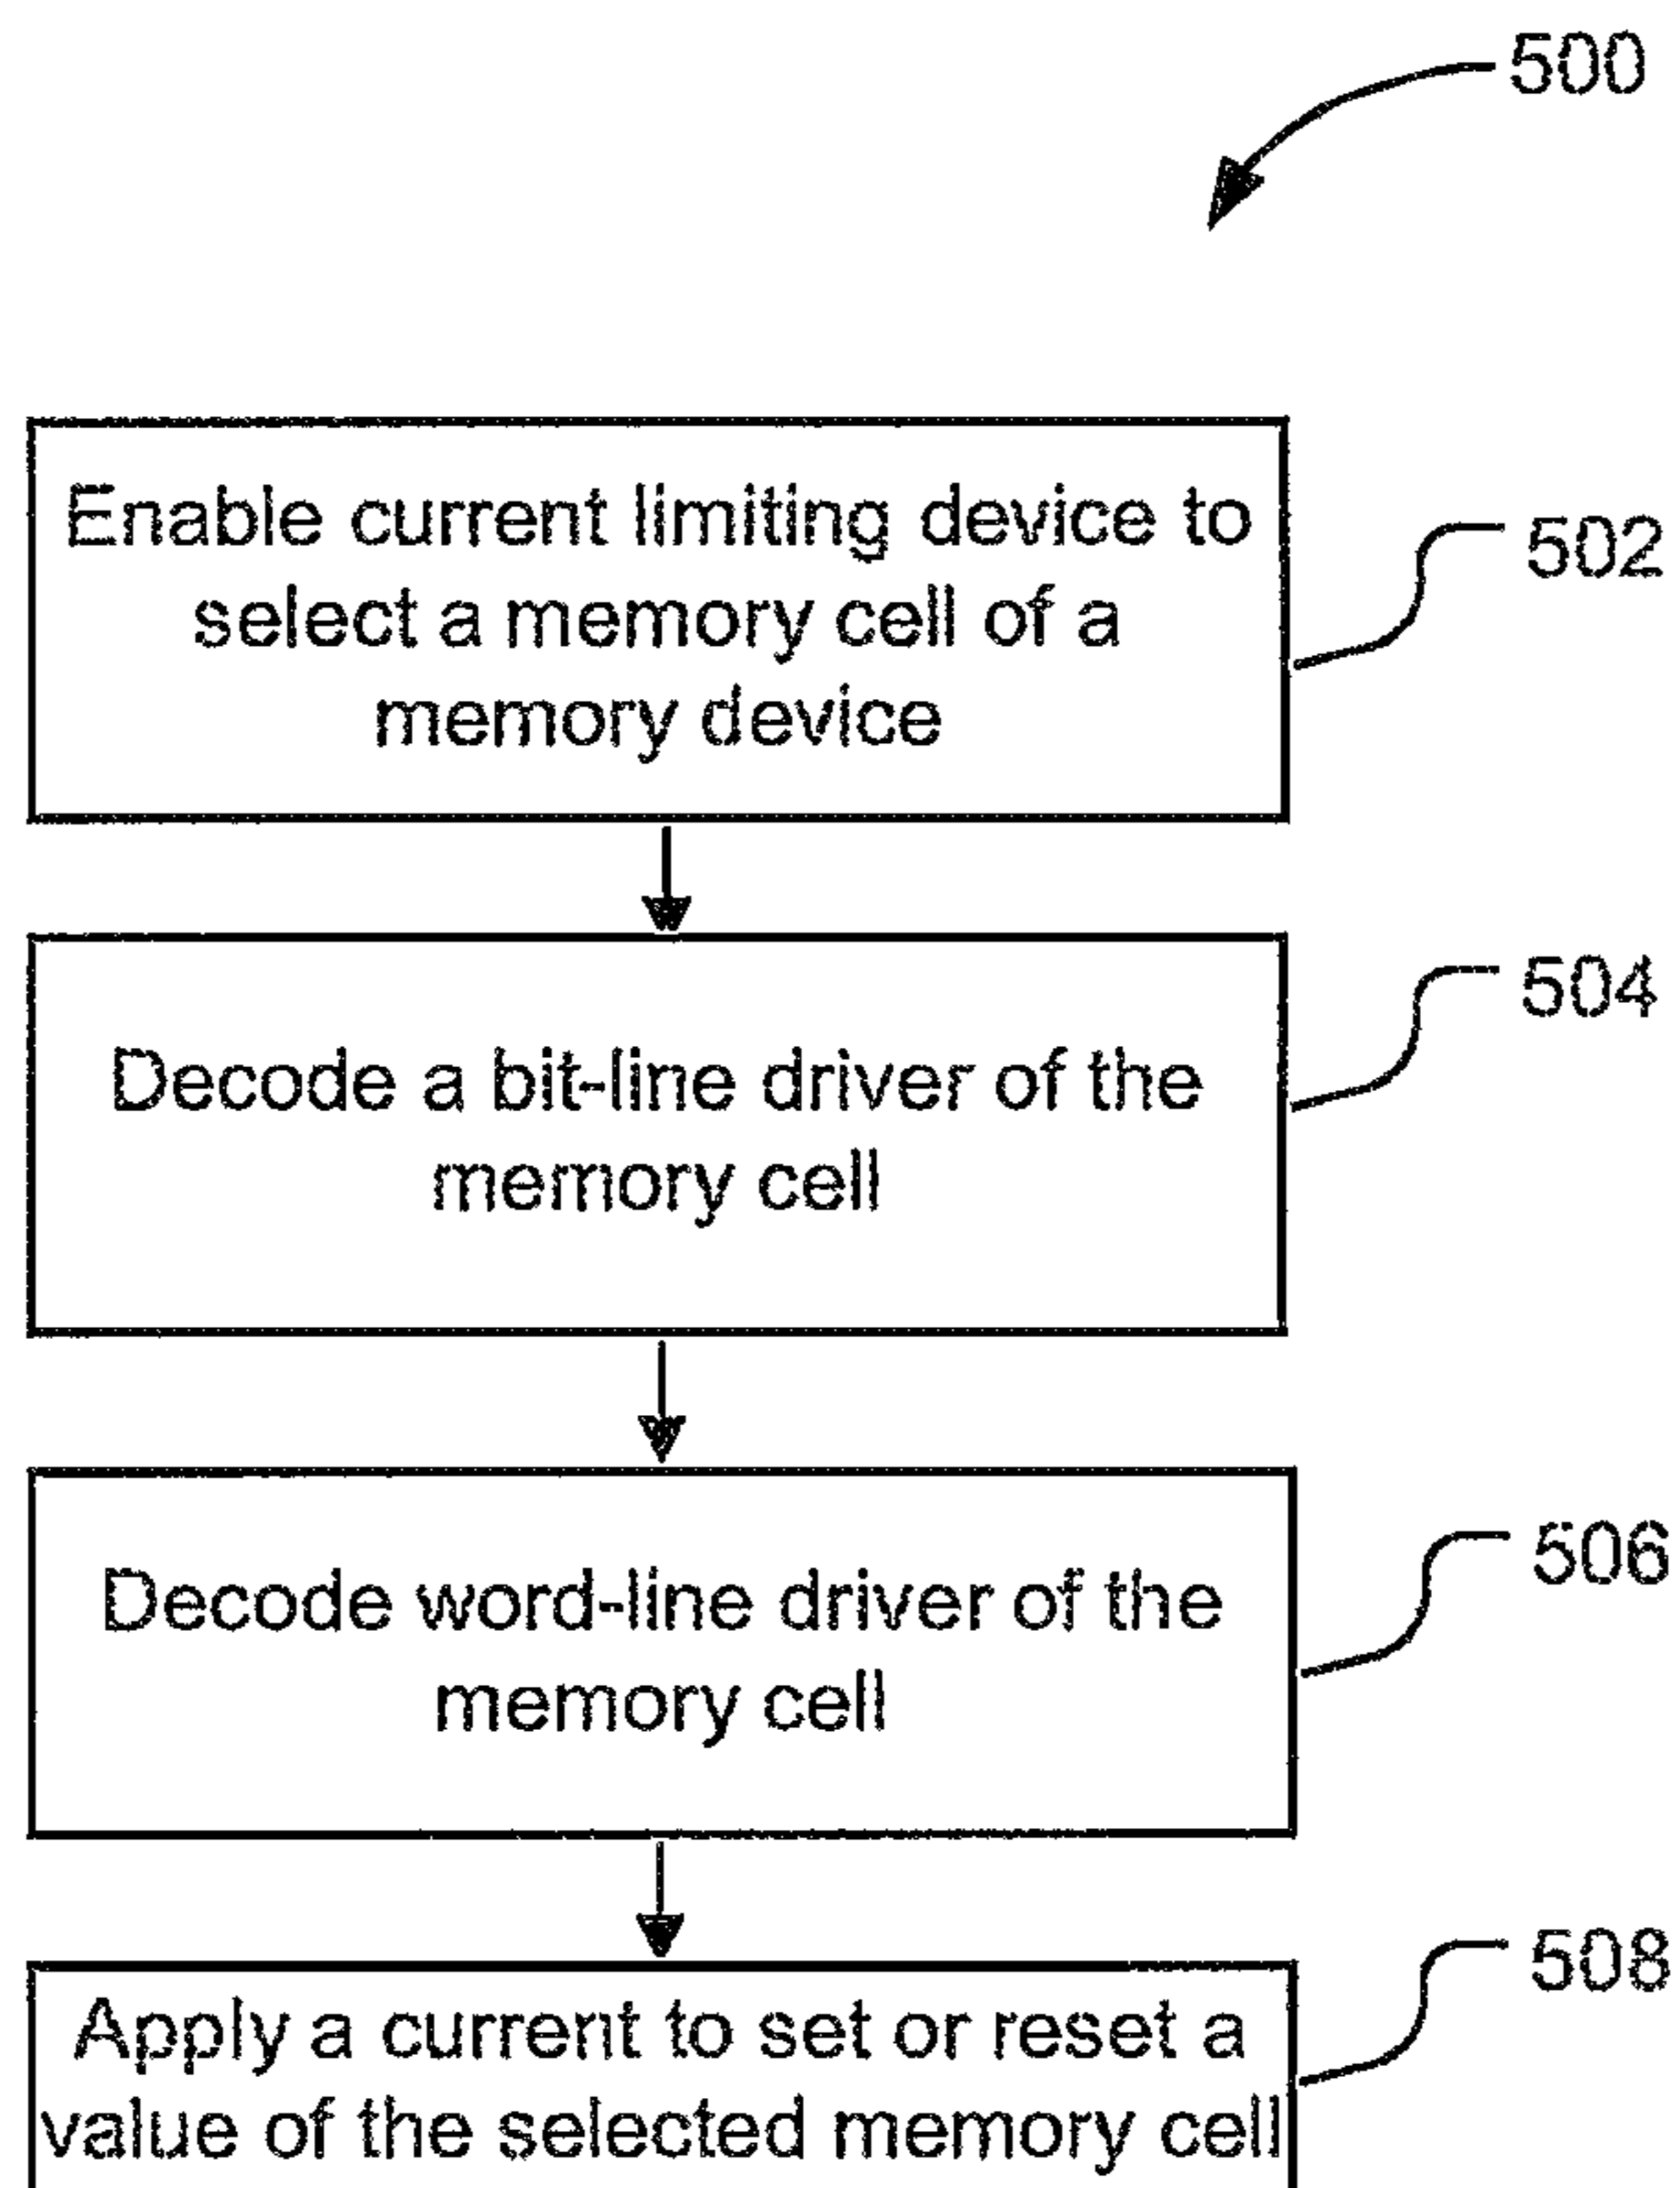 500
Enable current limiting device to
select a memory cell of a
memory device
502
Decode a bit-line driver of the
memory cell
504
Decode word-line driver of the
memory cell
506
Apply a current to set or reset a
value of the selected memory cell
508